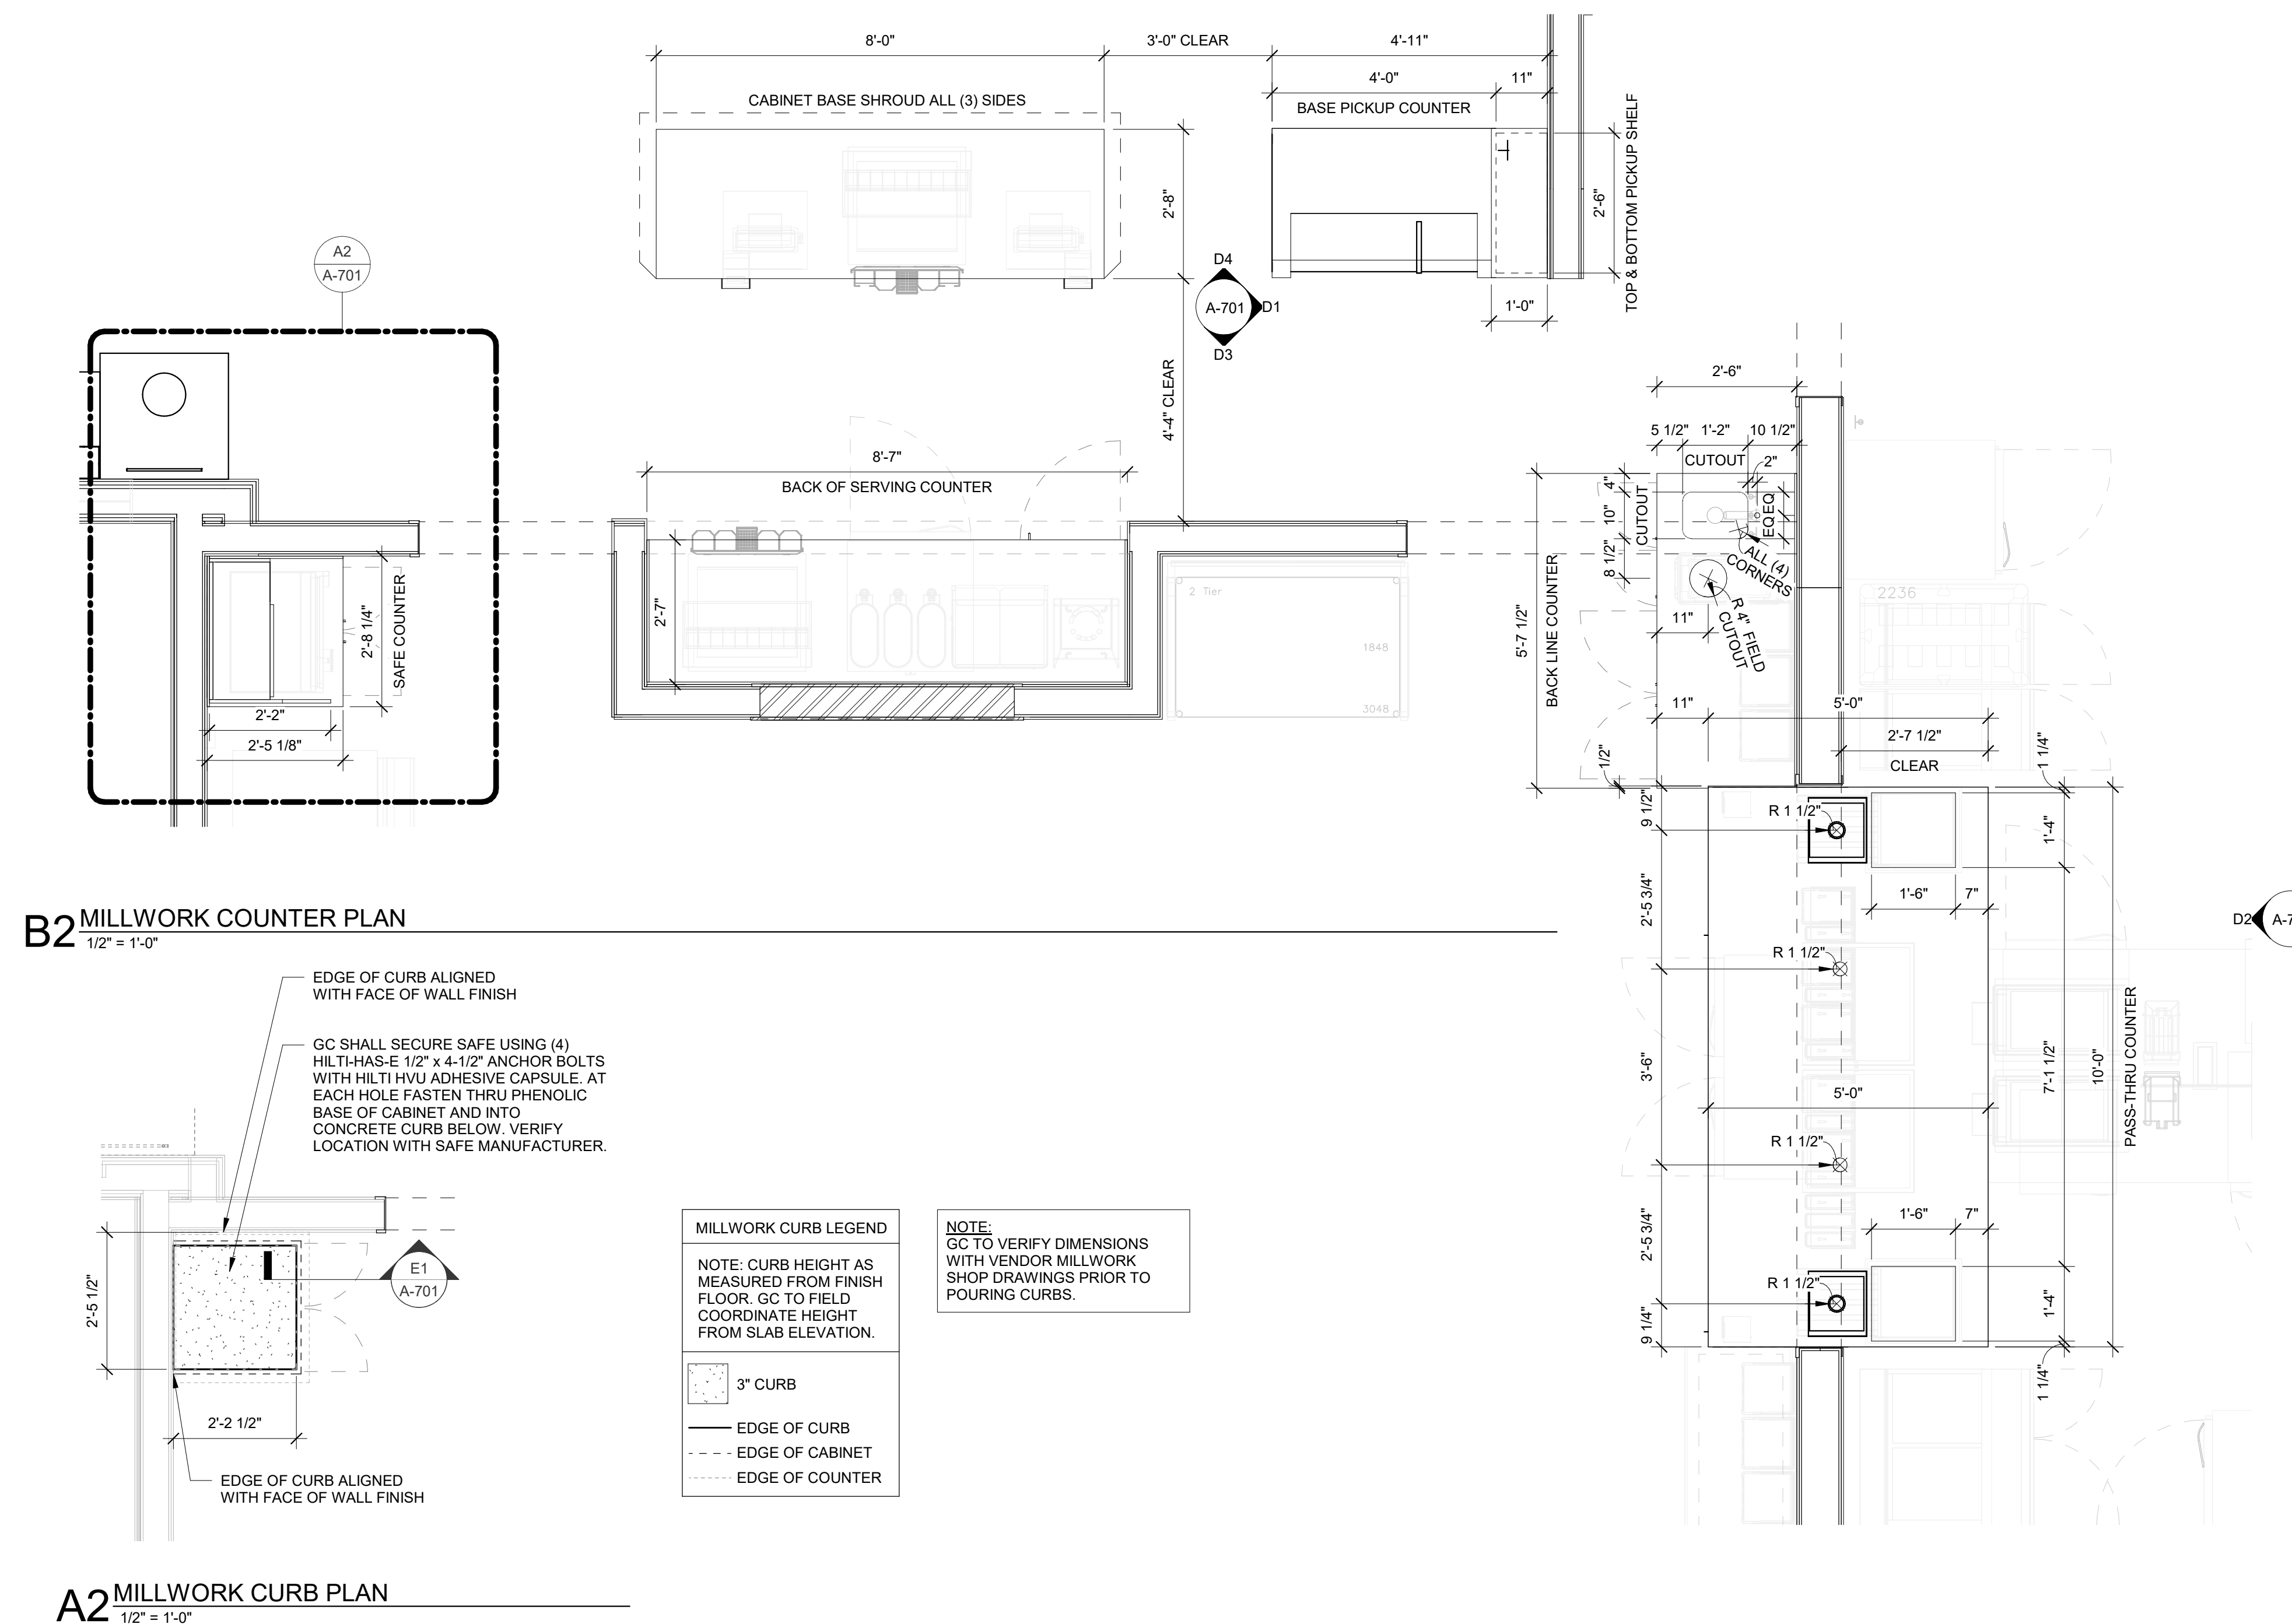 8'-0"
3'-0" CLEAR
4'-11"
4'-0"
11"
CABINET BASE SHROUD ALL (3) SIDES
BASE PICKUP COUNTER
TOP & BOTTOM PICKUP SHELF
2'-8"
2'-6"
1'-0"
D4
A-701
D1
D3
A2
A-701
4'-4" CLEAR
8'-7"
BACK OF SERVING COUNTER
2'-7"
2'-8 1/4"
SAFE COUNTER
2'-2"
2'-5 1/8"
2 Tier
1848
3048
2'-6"
5 1/2"
1'-2"
10 1/2"
CUTOUT
2"
4"
10"
8 1/2"
CUTOUT
EQ
EQ
ALL (4)
CORNERS
R 4" FIELD
CUTOUT
11"
5'-7 1/2"
BACK LINE COUNTER
2236
11"
5'-0"
2'-7 1/2"
CLEAR
1/2"
1 1/4"
9 1/2"
R 1 1/2"
1'-4"
1'-6"
7"
2'-5 3/4"
R 1 1/2"
D2
A-7
3'-6"
5'-0"
7'-1 1/2"
10'-0"
PASS-THRU COUNTER
R 1 1/2"
2'-5 3/4"
1'-6"
7"
R 1 1/2"
1'-4"
9 1/4"
1 1/4"
B2
MILLWORK COUNTER PLAN
1/2" = 1'-0"
EDGE OF CURB ALIGNED
WITH FACE OF WALL FINISH
GC SHALL SECURE SAFE USING (4)
HILTI-HAS-E 1/2" x 4-1/2" ANCHOR BOLTS
WITH HILTI HVU ADHESIVE CAPSULE. AT
EACH HOLE FASTEN THRU PHENOLIC
BASE OF CABINET AND INTO
CONCRETE CURB BELOW. VERIFY
LOCATION WITH SAFE MANUFACTURER.
E1
A-701
2'-5 1/2"
2'-2 1/2"
EDGE OF CURB ALIGNED
WITH FACE OF WALL FINISH
MILLWORK CURB LEGEND
NOTE: CURB HEIGHT AS
MEASURED FROM FINISH
FLOOR. GC TO FIELD
COORDINATE HEIGHT
FROM SLAB ELEVATION.
3" CURB
EDGE OF CURB
EDGE OF CABINET
EDGE OF COUNTER
NOTE:
GC TO VERIFY DIMENSIONS
WITH VENDOR MILLWORK
SHOP DRAWINGS PRIOR TO
POURING CURBS.
A2
MILLWORK CURB PLAN
1/2" = 1'-0"